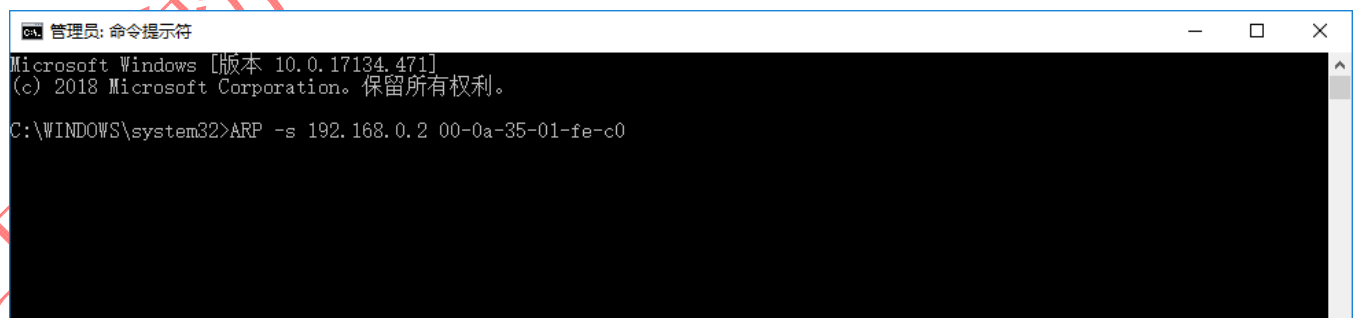 管理员: 命令提示符
Microsoft Windows [版本 10.0.17134.471]
(c) 2018 Microsoft Corporation。保留所有权利。
C:\WINDOWS\system32>ARP -s 192.168.0.2 00-0a-35-01-fe-c0